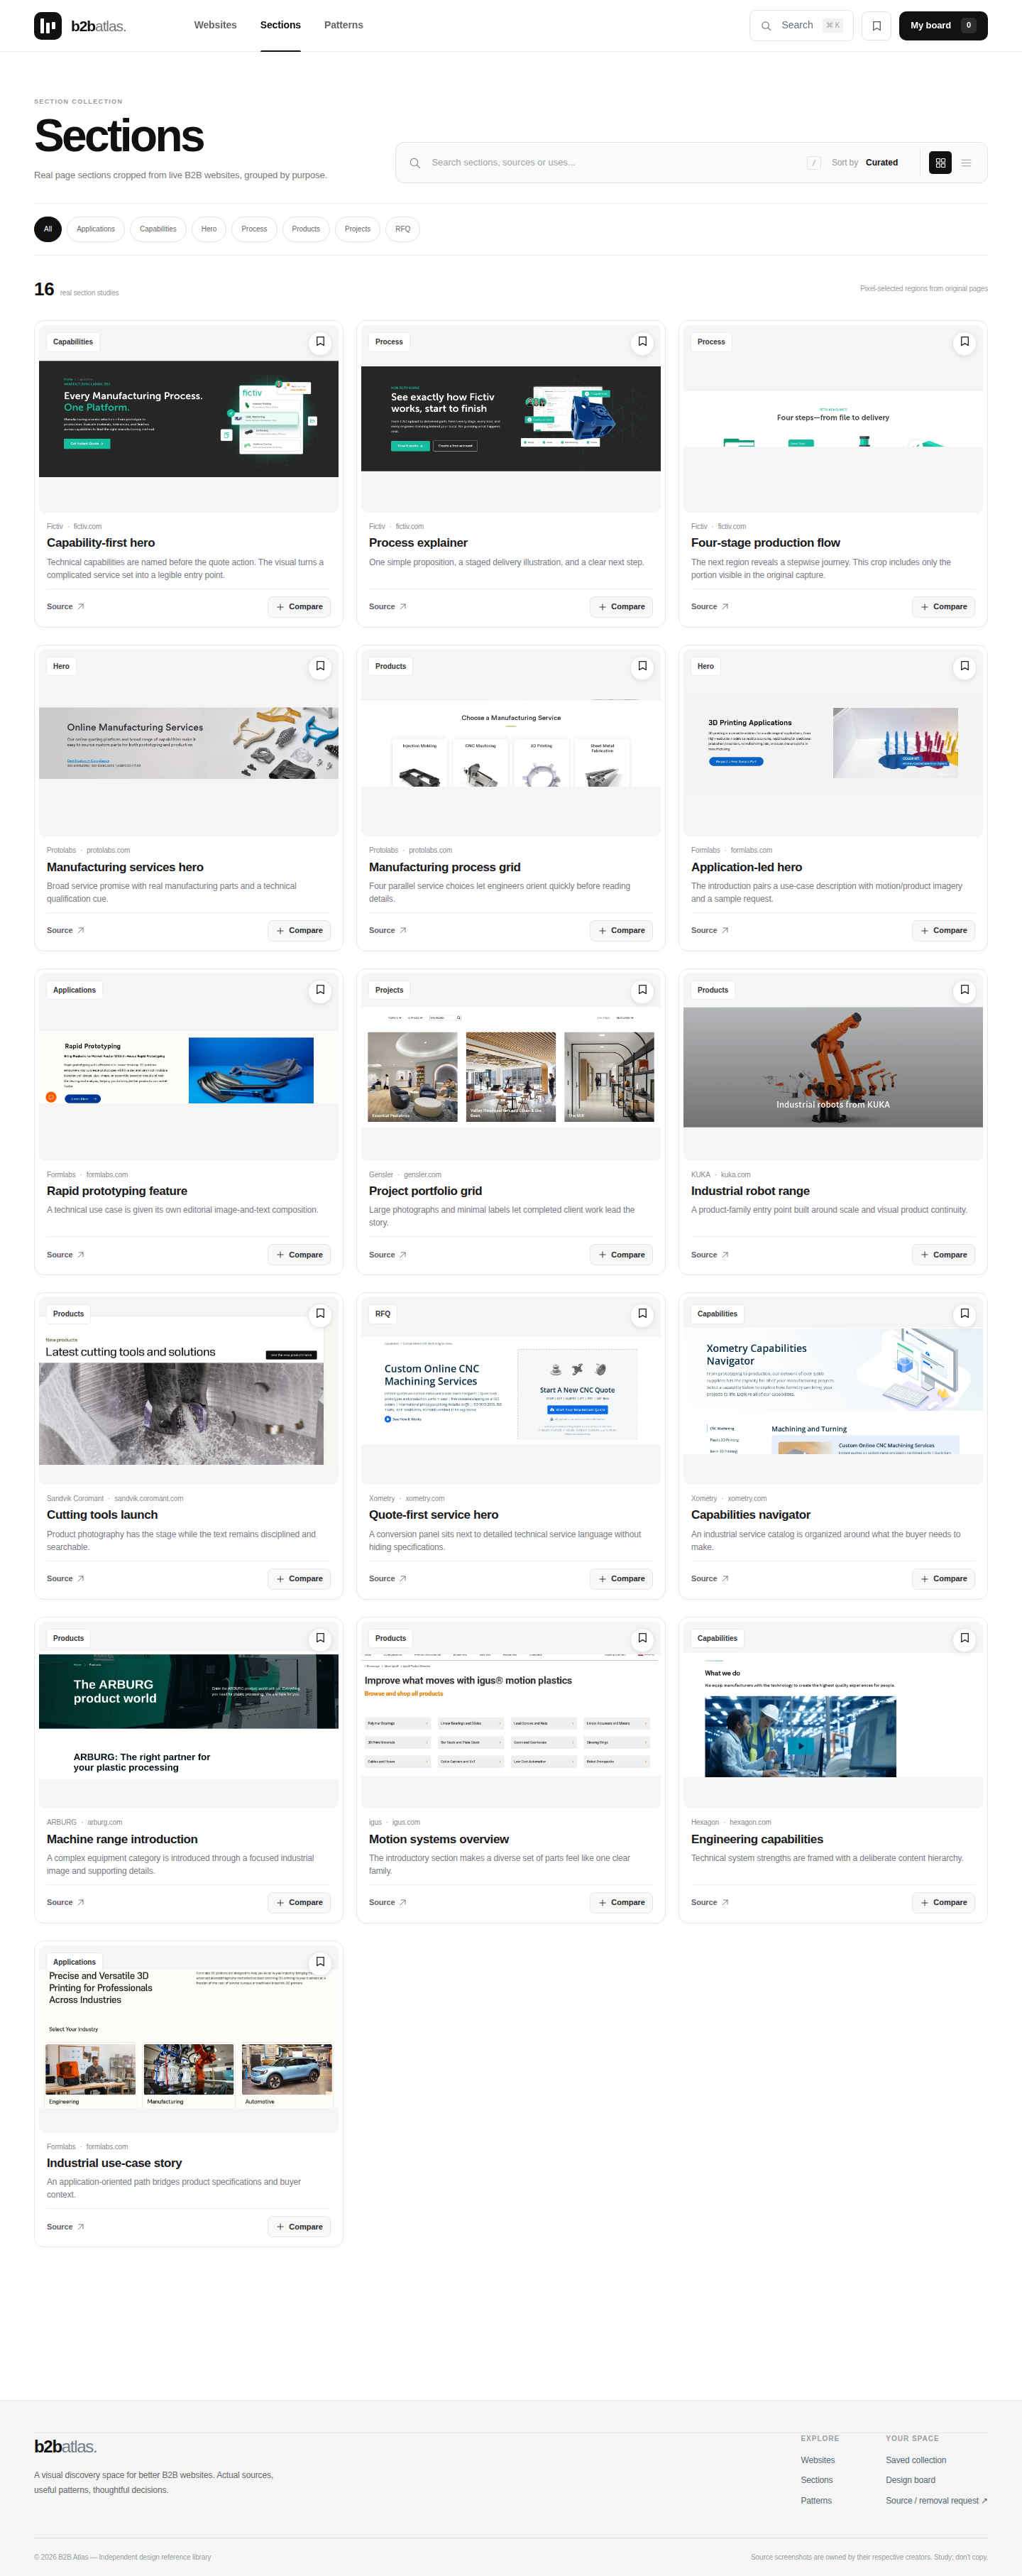 b2batlas.
Websites
Sections
Patterns
Search
⌘ K
My board
0
SECTION COLLECTION
Sections
Real page sections cropped from live B2B websites, grouped by purpose.
Search sections, sources or uses...
/
Sort by Curated
All
Applications
Capabilities
Hero
Process
Products
Projects
RFQ
16 real section studies
Pixel-selected regions from original pages
Capabilities
Every Manufacturing Process.
One Platform.
fictiv
Fictiv · fictiv.com
Capability-first hero
Technical capabilities are named before the quote action. The visual turns a
complicated service set into a legible entry point.
Source
Compare
Process
See exactly how Fictiv
works, start to finish
Fictiv · fictiv.com
Process explainer
One simple proposition, a staged delivery illustration, and a clear next step.
Source
Compare
Process
Four steps—from file to delivery
Fictiv · fictiv.com
Four-stage production flow
The next region reveals a stepwise journey. This crop includes only the
portion visible in the original capture.
Source
Compare
Hero
Online Manufacturing Services
Protolabs · protolabs.com
Manufacturing services hero
Broad service promise with real manufacturing parts and a technical
qualification cue.
Source
Compare
Products
Choose a Manufacturing Service
Injection Molding
CNC Machining
3D Printing
Sheet Metal
Fabrication
Protolabs · protolabs.com
Manufacturing process grid
Four parallel service choices let engineers orient quickly before reading
details.
Source
Compare
Hero
3D Printing Applications
Formlabs · formlabs.com
Application-led hero
The introduction pairs a use-case description with motion/product imagery
and a sample request.
Source
Compare
Applications
Rapid Prototyping
Formlabs · formlabs.com
Rapid prototyping feature
A technical use case is given its own editorial image-and-text composition.
Source
Compare
Projects
Gensler · gensler.com
Project portfolio grid
Large photographs and minimal labels let completed client work lead the
story.
Source
Compare
Products
Industrial robots from KUKA
KUKA · kuka.com
Industrial robot range
A product-family entry point built around scale and visual product continuity.
Source
Compare
Products
New products
Latest cutting tools and solutions
Sandvik Coromant · sandvik.coromant.com
Cutting tools launch
Product photography has the stage while the text remains disciplined and
searchable.
Source
Compare
RFQ
Custom Online CNC
Machining Services
Start A New CNC Quote
Xometry · xometry.com
Quote-first service hero
A conversion panel sits next to detailed technical service language without
hiding specifications.
Source
Compare
Capabilities
Xometry Capabilities
Navigator
Machining and Turning
Custom Online CNC Machining Services
Xometry · xometry.com
Capabilities navigator
An industrial service catalog is organized around what the buyer needs to
make.
Source
Compare
Products
The ARBURG
product world
ARBURG: The right partner for
your plastic processing
ARBURG · arburg.com
Machine range introduction
A complex equipment category is introduced through a focused industrial
image and supporting details.
Source
Compare
Products
Improve what moves with igus® motion plastics
Browse and shop all products
igus · igus.com
Motion systems overview
The introductory section makes a diverse set of parts feel like one clear
family.
Source
Compare
Capabilities
What we do
We equip manufacturers with the technology to create the highest quality experiences for people.
Hexagon · hexagon.com
Engineering capabilities
Technical system strengths are framed with a deliberate content hierarchy.
Source
Compare
Applications
Precise and Versatile 3D
Printing for Professionals
Across Industries
Select Your Industry
Engineering
Manufacturing
Automotive
Formlabs · formlabs.com
Industrial use-case story
An application-oriented path bridges product specifications and buyer
context.
Source
Compare
b2batlas.
A visual discovery space for better B2B websites. Actual sources,
useful patterns, thoughtful decisions.
EXPLORE
Websites
Sections
Patterns
YOUR SPACE
Saved collection
Design board
Source / removal request ↗
© 2026 B2B Atlas — Independent design reference library
Source screenshots are owned by their respective creators. Study; don't copy.